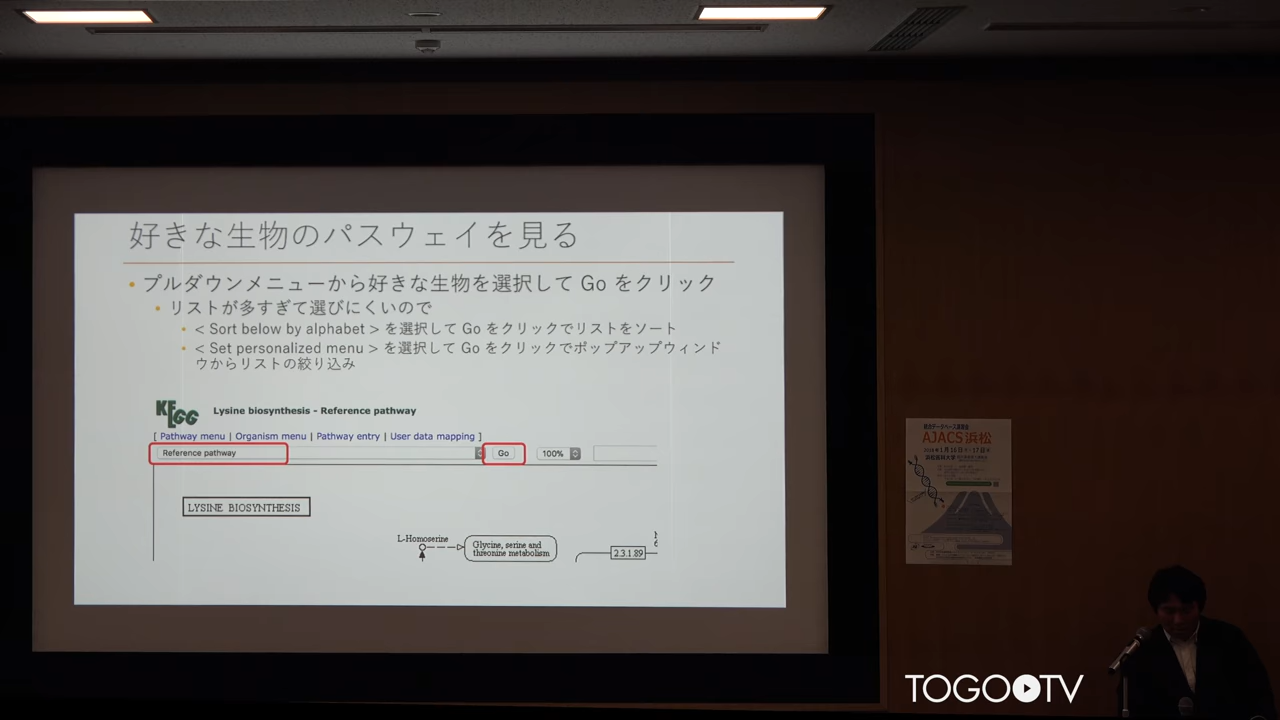 好きな生物のパスウェイを見る
• プルダウンメニューから好きな生物を選択して Go をクリック
• リストが多すぎて選びにくいので
• < Sort below by alphabet > を選択して Go をクリックでリストをソート
• < Set personalized menu > を選択して Go をクリックでポップアップウィンド
ウからリストの絞り込み
KEGG Lysine biosynthesis - Reference pathway
[ Pathway menu | Organism menu | Pathway entry | User data mapping ]
Reference pathway Go 100%
LYSINE BIOSYNTHESIS
L-Homoserine
Glycine, serine and
threonine metabolism
2.3.1.89
AJACS浜松
TOGO TV